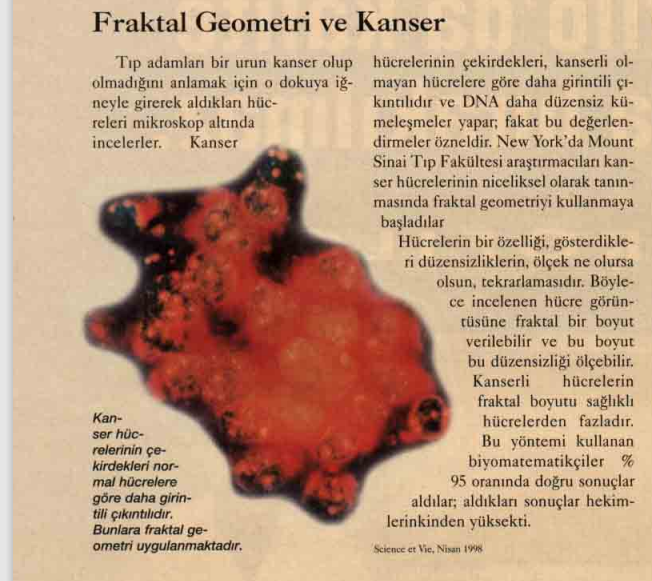 Fraktal Geometri ve Kanser
Tıp adamları bir urun kanser olup
olmadığını anlamak için o dokuya iğ-
neyle girerek aldıkları hüc-
releri mikroskop altında
incelerler. Kanser
hücrelerinin çekirdekleri, kanserli ol-
mayan hücrelere göre daha girintili çı-
kıntılıdır ve DNA daha düzensiz kü-
meleşmeler yapar; fakat bu değerlen-
dirmeler özneldir. New York'da Mount
Sinai Tıp Fakültesi araştırmacıları kan-
ser hücrelerinin niceliksel olarak tanın-
masında fraktal geometriyi kullanmaya
başladılar
Hücrelerin bir özelliği, gösterdikle-
ri düzensizliklerin, ölçek ne olursa
olsun, tekrarlamasıdır. Böyle-
ce incelenen hücre görün-
tüsüne fraktal bir boyut
verilebilir ve bu boyut
bu düzensizliği ölçebilir.
Kanserli hücrelerin
fraktal boyutu sağlıklı
hücrelerden fazladır.
Bu yöntemi kullanan
biyomatematikçiler %
95 oranında doğru sonuçlar
aldılar; aldıkları sonuçlar hekim-
lerinkinden yüksekti.
Science et Vie, Nisan 1998
Kan-
ser hüc-
relerinin çe-
kirdekleri nor-
mal hücrelere
göre daha girin-
tili çıkıntılıdır.
Bunlara fraktal ge-
ometri uygulanmaktadır.